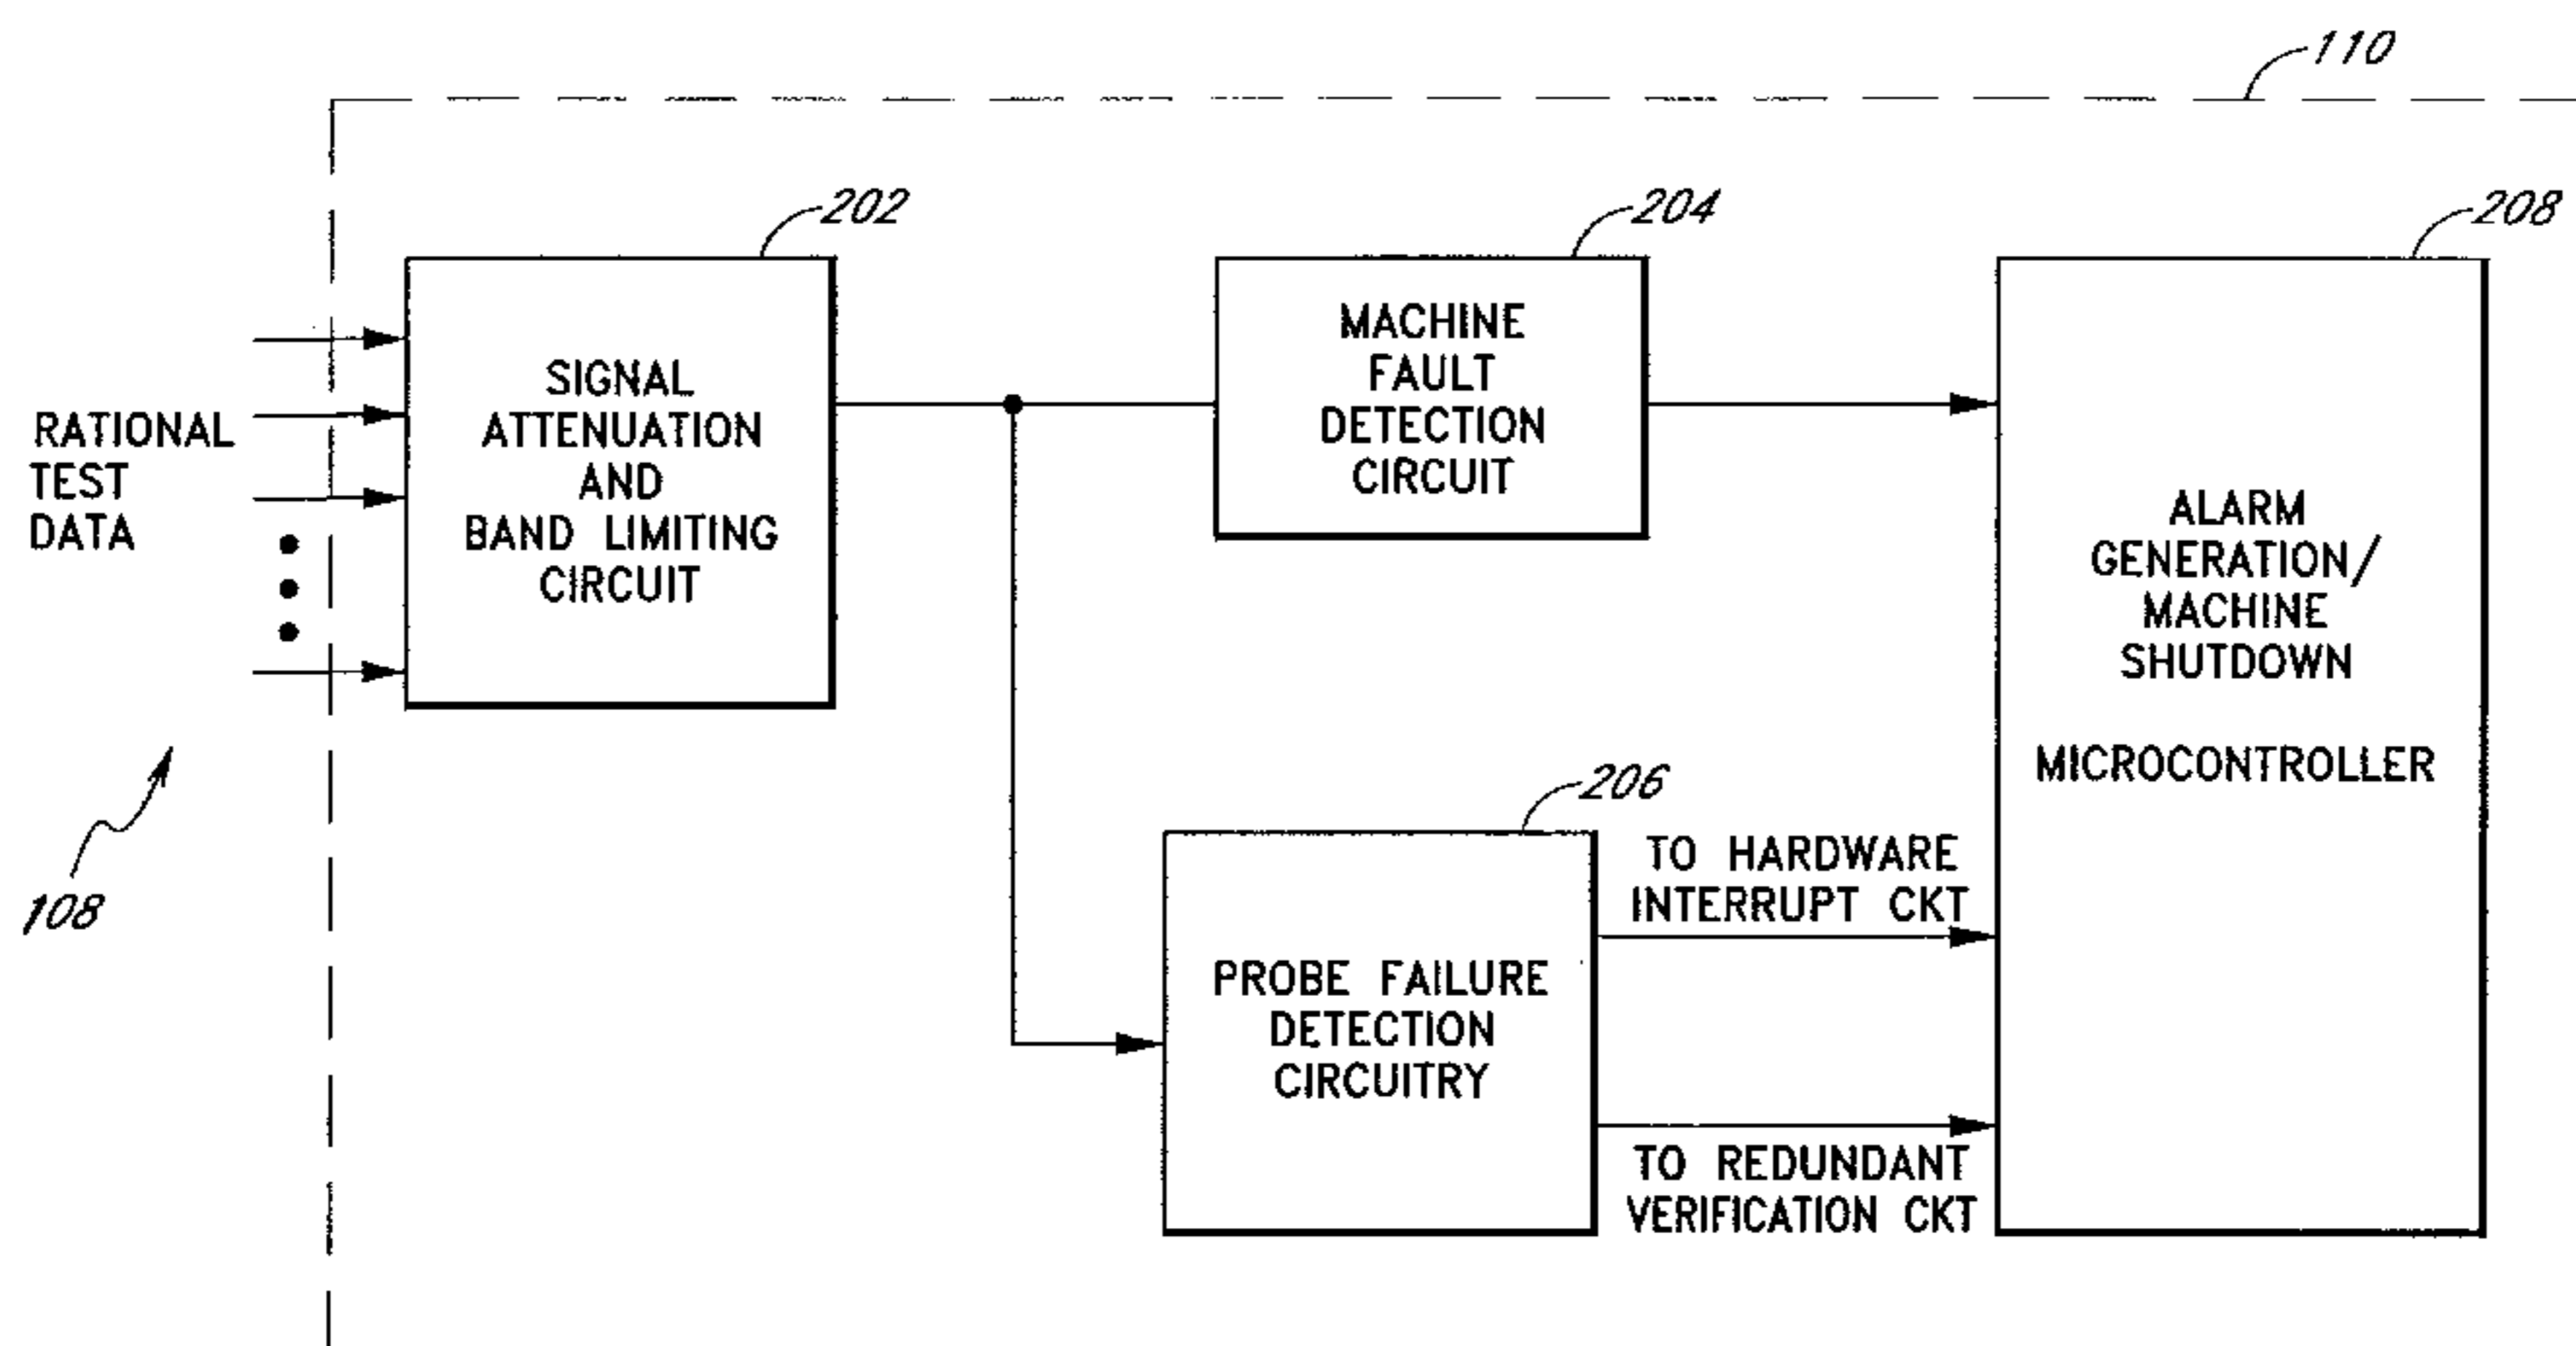 110
202
204
208
RATIONAL
TEST
DATA
SIGNAL
ATTENUATION
AND
BAND LIMITING
CIRCUIT
MACHINE
FAULT
DETECTION
CIRCUIT
ALARM
GENERATION/
MACHINE
SHUTDOWN
MICROCONTROLLER
108
206
PROBE FAILURE
DETECTION
CIRCUITRY
TO HARDWARE
INTERRUPT CKT
TO REDUNDANT
VERIFICATION CKT